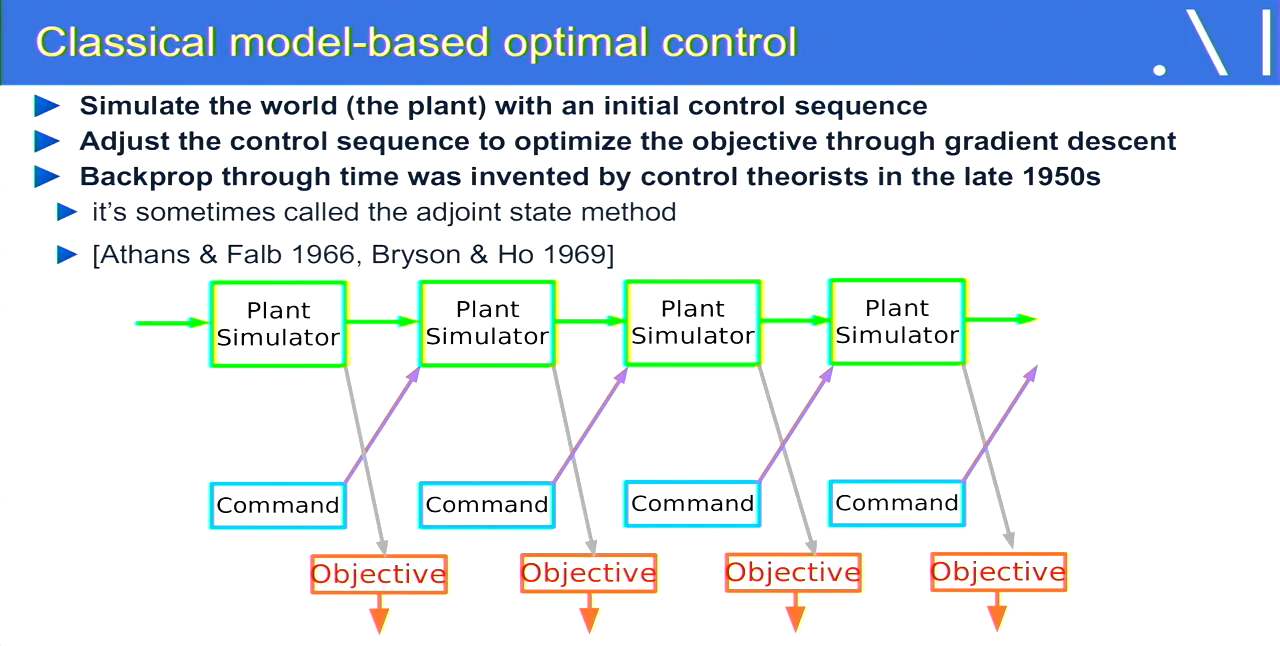 Classical model-based optimal control
Simulate the world (the plant) with an initial control sequence
Adjust the control sequence to optimize the objective through gradient descent
Backprop through time was invented by control theorists in the late 1950s
it's sometimes called the adjoint state method
[Athans & Falb 1966, Bryson & Ho 1969]
Plant
Simulator
Plant
Simulator
Plant
Simulator
Plant
Simulator
Command
Command
Command
Command
Objective
Objective
Objective
Objective